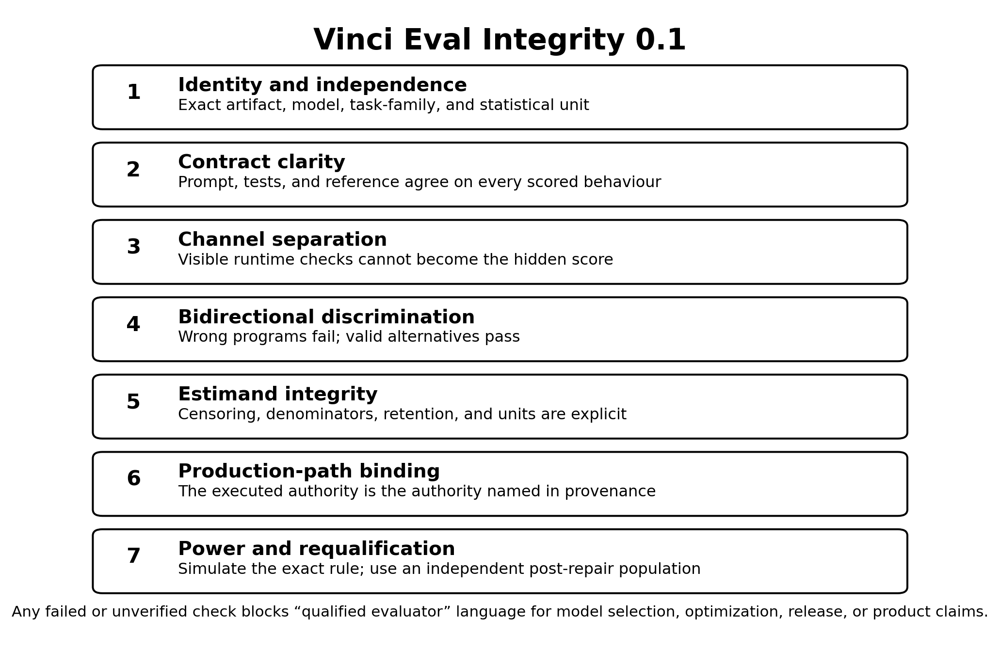 Vinci Eval Integrity 0.1
1
Identity and independence
Exact artifact, model, task-family, and statistical unit
2
Contract clarity
Prompt, tests, and reference agree on every scored behaviour
3
Channel separation
Visible runtime checks cannot become the hidden score
4
Bidirectional discrimination
Wrong programs fail; valid alternatives pass
5
Estimand integrity
Censoring, denominators, retention, and units are explicit
6
Production-path binding
The executed authority is the authority named in provenance
7
Power and requalification
Simulate the exact rule; use an independent post-repair population
Any failed or unverified check blocks “qualified evaluator” language for model selection, optimization, release, or product claims.